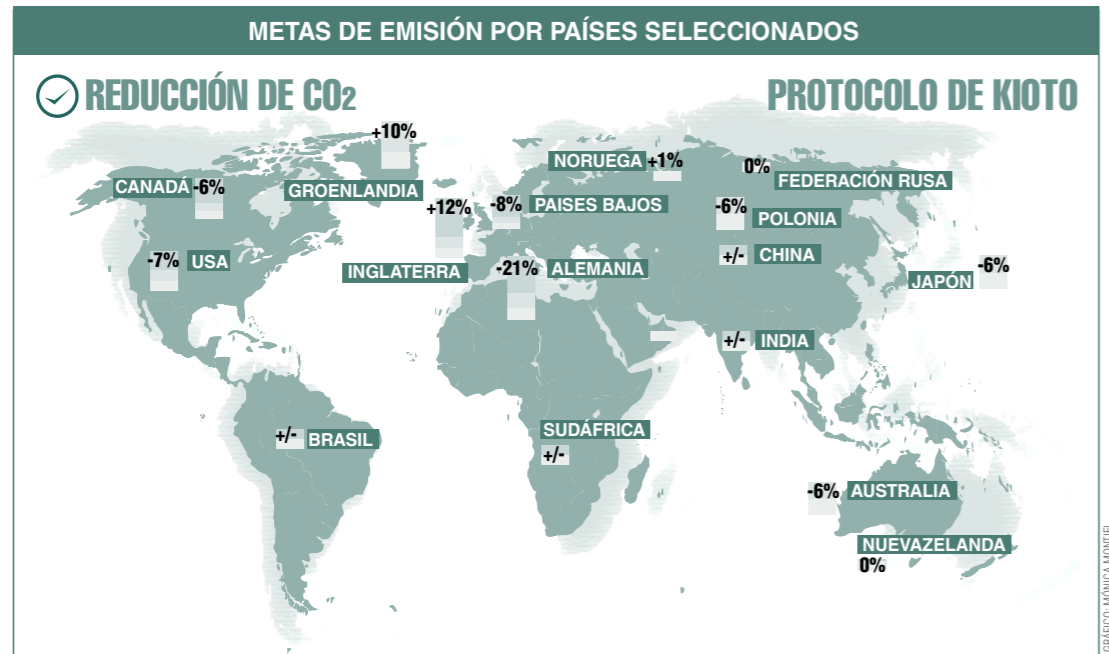 METAS DE EMISIÓN POR PAÍSES SELECCIONADOS
REDUCCIÓN DE CO2
PROTOCOLO DE KIOTO
+10%
GROENLANDIA
CANADÁ -6%
-7% USA
+12%
INGLATERRA
-8% PAISES BAJOS
NORUEGA +1%
0%
FEDERACIÓN RUSA
-6%
POLONIA
+/- CHINA
-21% ALEMANIA
JAPÓN -6%
+/- INDIA
+/- BRASIL
SUDÁFRICA
+/-
-6% AUSTRALIA
NUEVAZELANDA
0%
GRÁFICO: MÓNICA MONTIEL